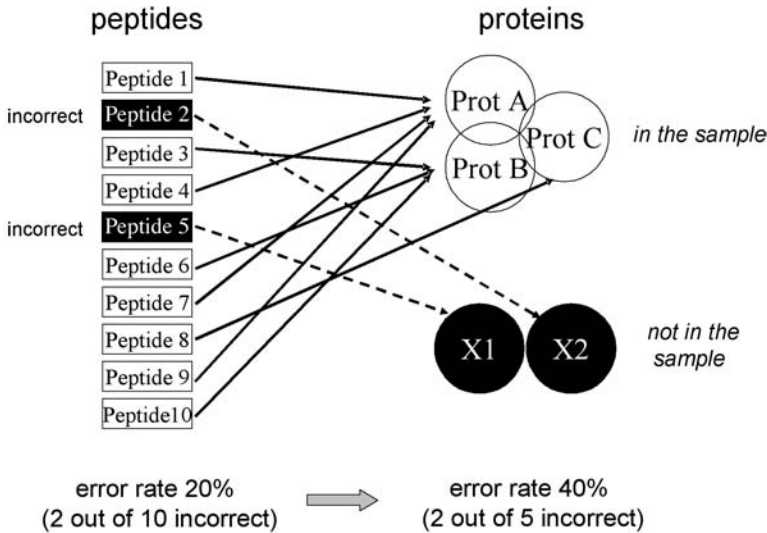 peptides
proteins
Peptide 1
incorrect
Peptide 2
Peptide 3
Peptide 4
incorrect
Peptide 5
Peptide 6
Peptide 7
Peptide 8
Peptide 9
Peptide10
Prot A
Prot C
Prot B
in the sample
X1
X2
not in the
sample
error rate 20%
(2 out of 10 incorrect)
error rate 40%
(2 out of 5 incorrect)